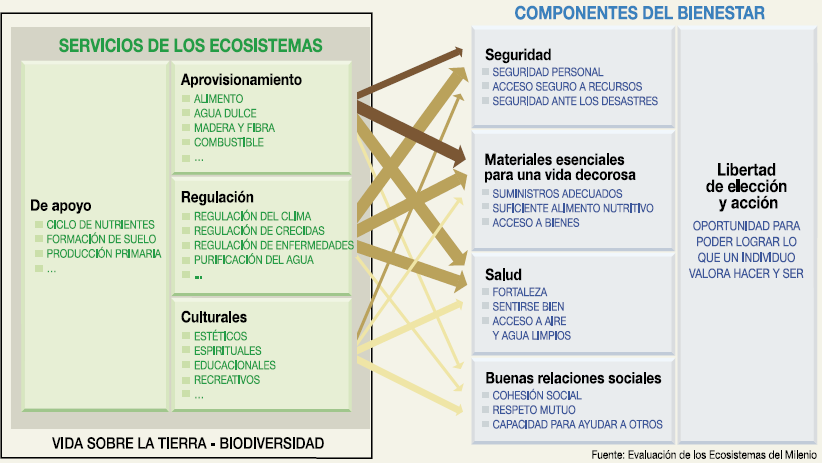 COMPONENTES DEL BIENESTAR
SERVICIOS DE LOS ECOSISTEMAS
De apoyo
CICLO DE NUTRIENTES
FORMACIÓN DE SUELO
PRODUCCIÓN PRIMARIA
...
Aprovisionamiento
ALIMENTO
AGUA DULCE
MADERA Y FIBRA
COMBUSTIBLE
...
Regulación
REGULACIÓN DEL CLIMA
REGULACIÓN DE CRECIDAS
REGULACIÓN DE ENFERMEDADES
PURIFICACIÓN DEL AGUA
...
Culturales
ESTÉTICOS
ESPIRITUALES
EDUCACIONALES
RECREATIVOS
...
VIDA SOBRE LA TIERRA - BIODIVERSIDAD
Seguridad
SEGURIDAD PERSONAL
ACCESO SEGURO A RECURSOS
SEGURIDAD ANTE LOS DESASTRES
Materiales esenciales
para una vida decorosa
SUMINISTROS ADECUADOS
SUFICIENTE ALIMENTO NUTRITIVO
ACCESO A BIENES
Salud
FORTALEZA
SENTIRSE BIEN
ACCESO A AIRE
Y AGUA LIMPIOS
Buenas relaciones sociales
COHESIÓN SOCIAL
RESPETO MUTUO
CAPACIDAD PARA AYUDAR A OTROS
Libertad
de elección
y acción
OPORTUNIDAD PARA
PODER LOGRAR LO
QUE UN INDIVIDUO
VALORA HACER Y SER
Fuente: Evaluación de los Ecosistemas del Milenio